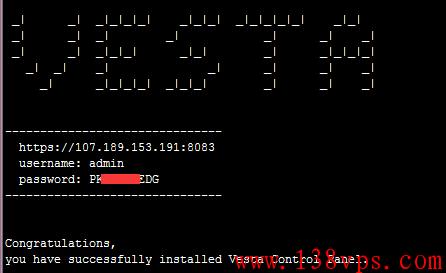 VESTA
-------------------------------
https://107.189.153.191:8083
username: admin
password: PK EDG
-------------------------------
Congratulations,
you have successfully installed Vesta Control Panel.
www.138vps.com